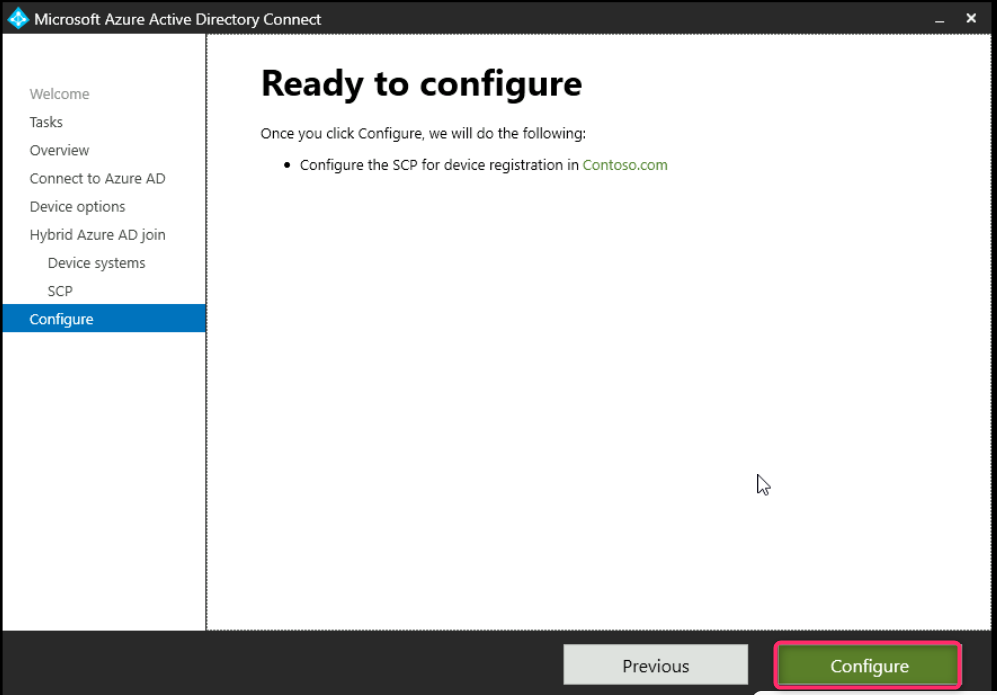 Microsoft Azure Active Directory Connect
Welcome
Tasks
Overview
Connect to Azure AD
Device options
Hybrid Azure AD join
Device systems
SCP
Configure
Ready to configure
Once you click Configure, we will do the following:
• Configure the SCP for device registration in Contoso.com
Previous
Configure